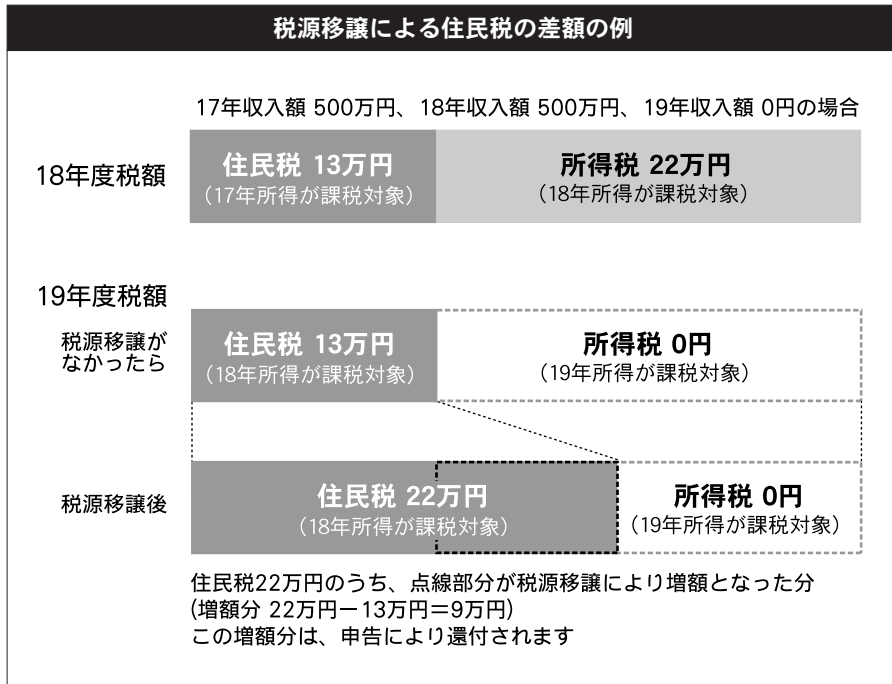 税源移譲による住民税の差額の例
17年収入額 500万円、18年収入額 500万円、19年収入額 0円の場合
18年度税額
住民税 13万円
（17年所得が課税対象）
所得税 22万円
（18年所得が課税対象）
19年度税額
税源移譲が
なかったら
住民税 13万円
（18年所得が課税対象）
所得税 0円
（19年所得が課税対象）
税源移譲後
住民税 22万円
（18年所得が課税対象）
所得税 0円
（19年所得が課税対象）
住民税22万円のうち、点線部分が税源移譲により増額となった分
(増額分 22万円－13万円＝9万円)
この増額分は、申告により還付されます